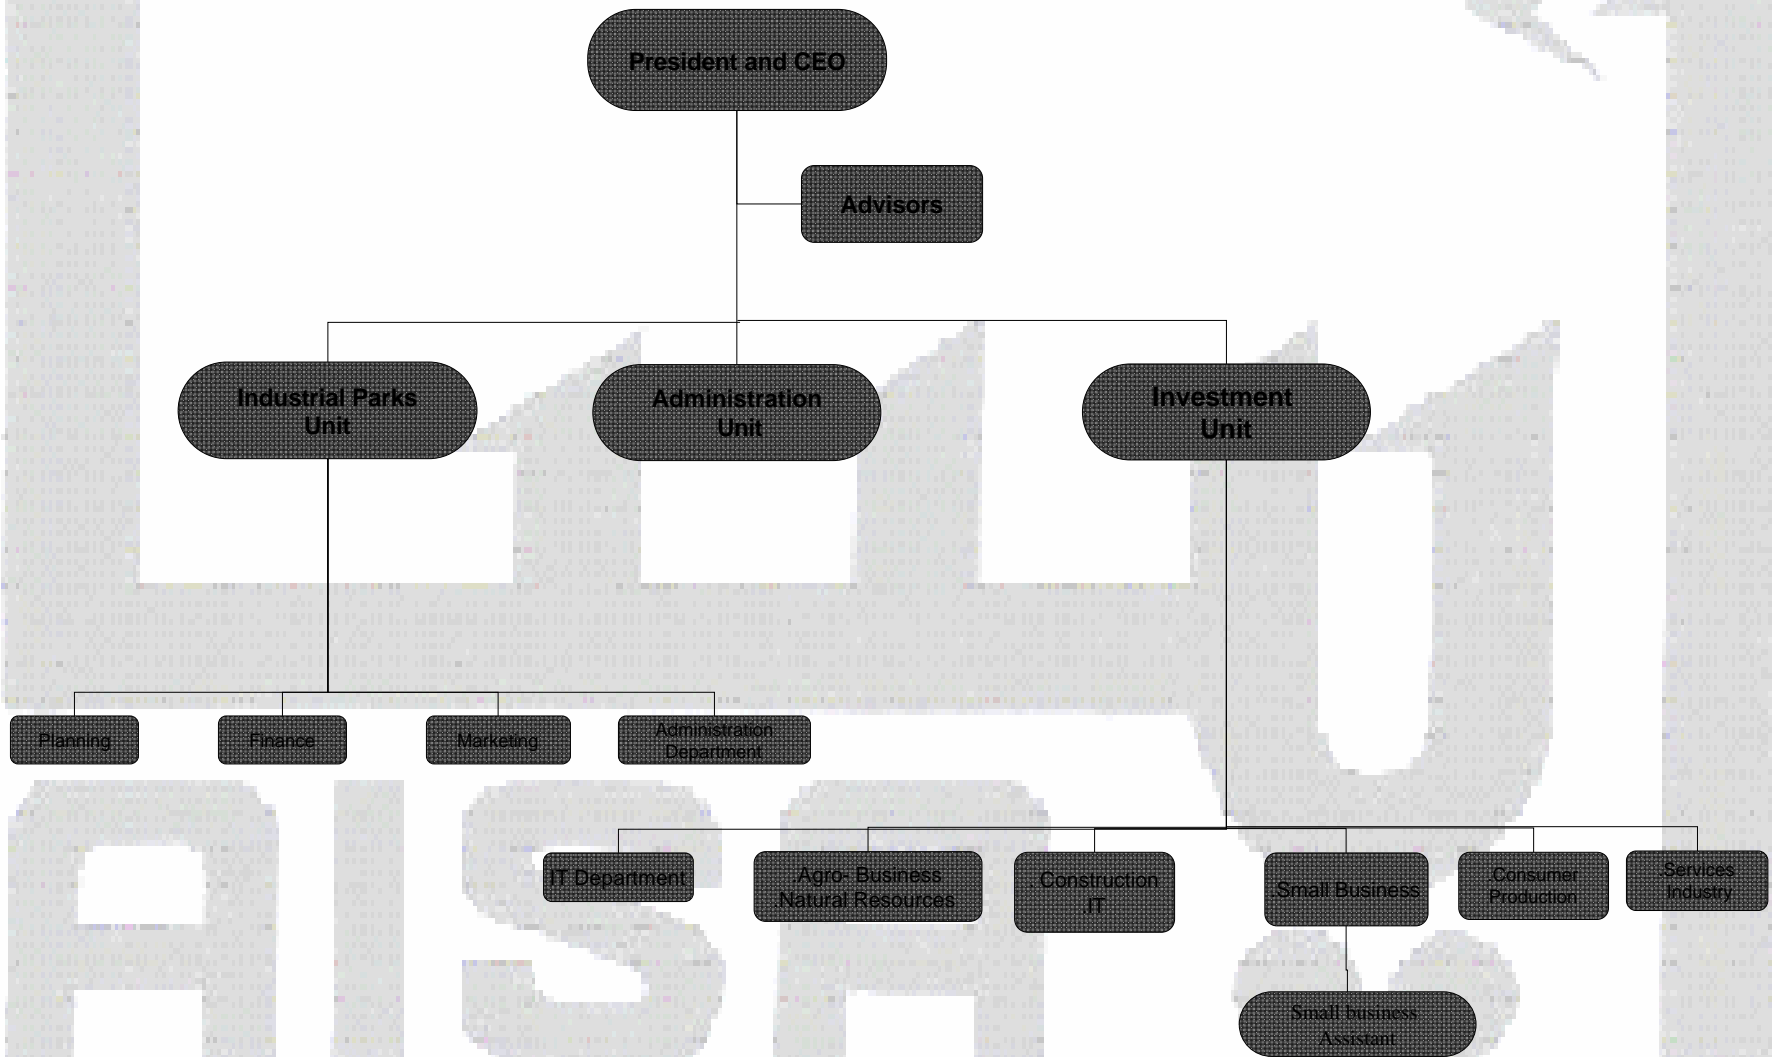 President and CEO
Advisors
Industrial Parks
Unit
Administration
Unit
Investment
Unit
Planning
Finance
Marketing
Administration
Department
IT Department
Agro- Business
.Natural Resources
. Construction
.IT
.Small Business
.Consumer
Production
.Services
Industry
Small business
Assistant
AISA